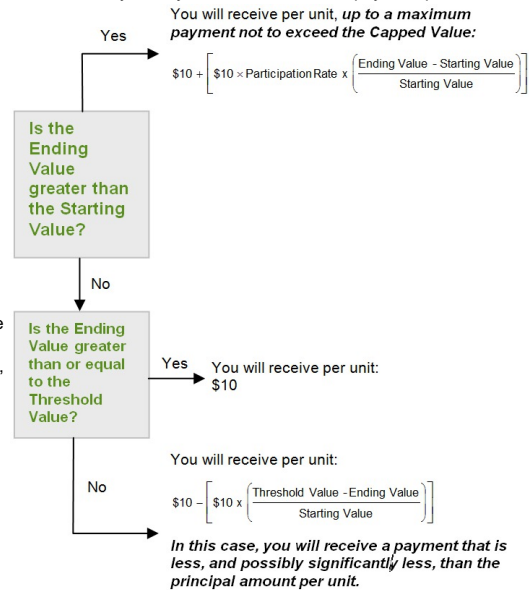 You will receive per unit, up to a maximum
Yes
payment not to exceed the Capped Value:
$10 + [ $10 × Participation Rate x ( Ending Value - Starting Value / Starting Value ) ]
Is the
Ending
Value
greater than
the Starting
Value?
No
Is the Ending
Value greater
than or equal
to the
Threshold
Value?
Yes
You will receive per unit:
$10
You will receive per unit:
No
$10 – [ $10 x ( Threshold Value - Ending Value / Starting Value ) ]
In this case, you will receive a payment that is
less, and possibly significantly less, than the
principal amount per unit.